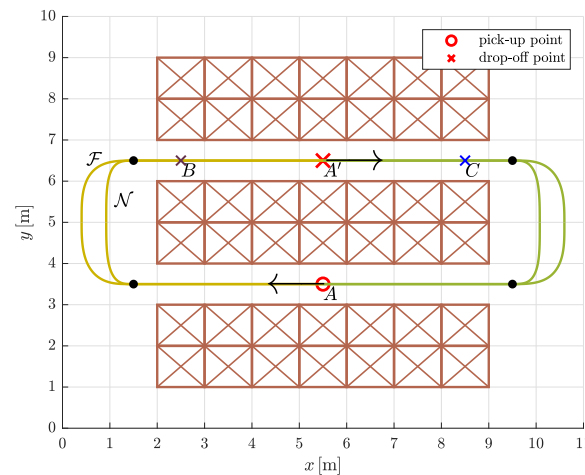 10
9
8
7
6
5
4
3
2
1
0
y [m]
pick-up point
drop-off point
F
N
B
A′
C
A
0 1 2 3 4 5 6 7 8 9 10 11
x [m]